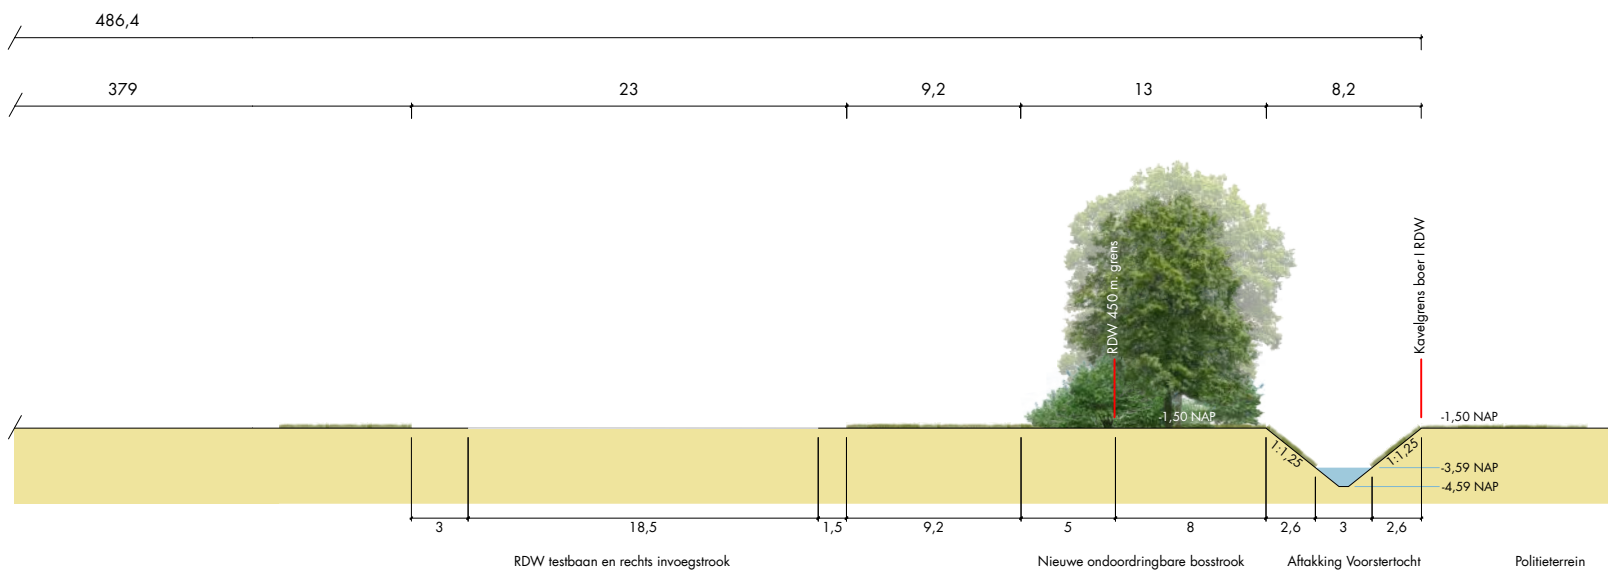 486,4
379 23 9,2 13 8,2
RDW 450 m. grens
Kavelgrens boer I RDW
-1,50 NAP
-1,50 NAP
1:1,25
1:1,25
-3,59 NAP
-4,59 NAP
3 18,5 1,5 9,2 5 8 2,6 3 2,6
RDW testbaan en rechts invoegstrook Nieuwe ondoordringbare bosstrook Aftakking Voorstertocht Politieterrein